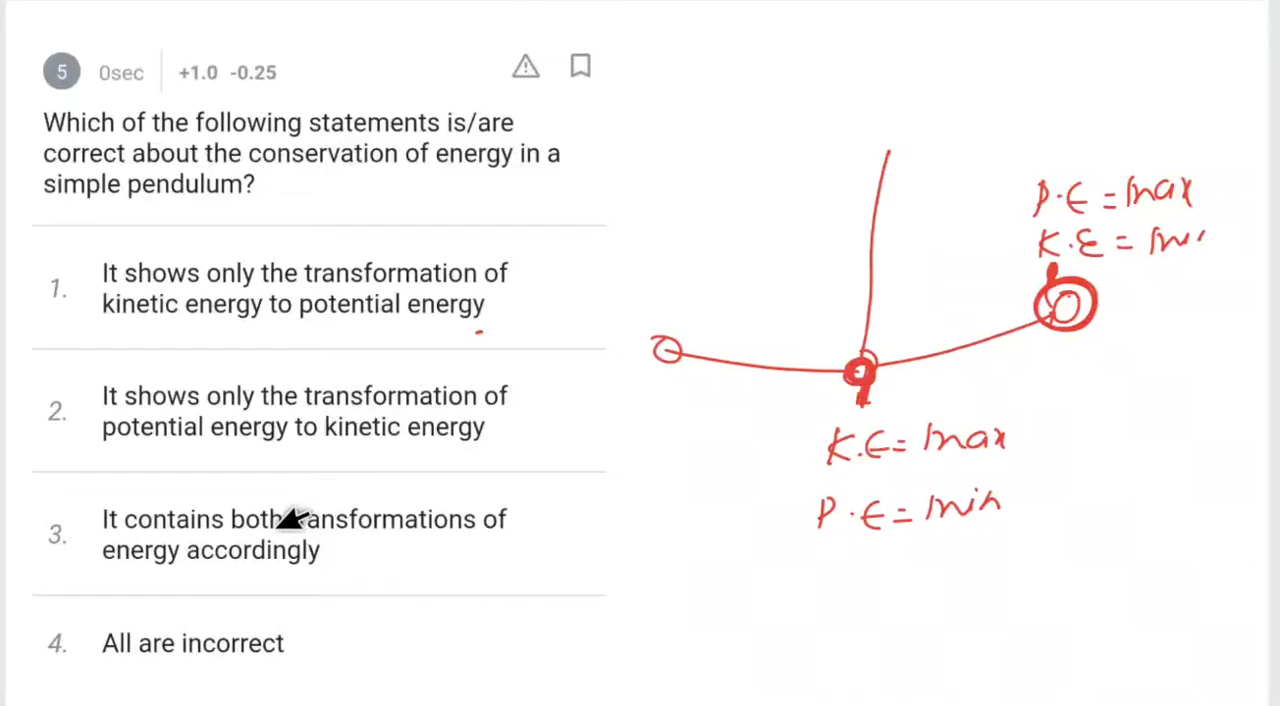 5 0sec +1.0 -0.25
Which of the following statements is/are
correct about the conservation of energy in a
simple pendulum?
1. It shows only the transformation of
kinetic energy to potential energy
2. It shows only the transformation of
potential energy to kinetic energy
3. It contains both ansformations of
energy accordingly
4. All are incorrect
P.E = max
K.E =
K.E = max
P.E = min